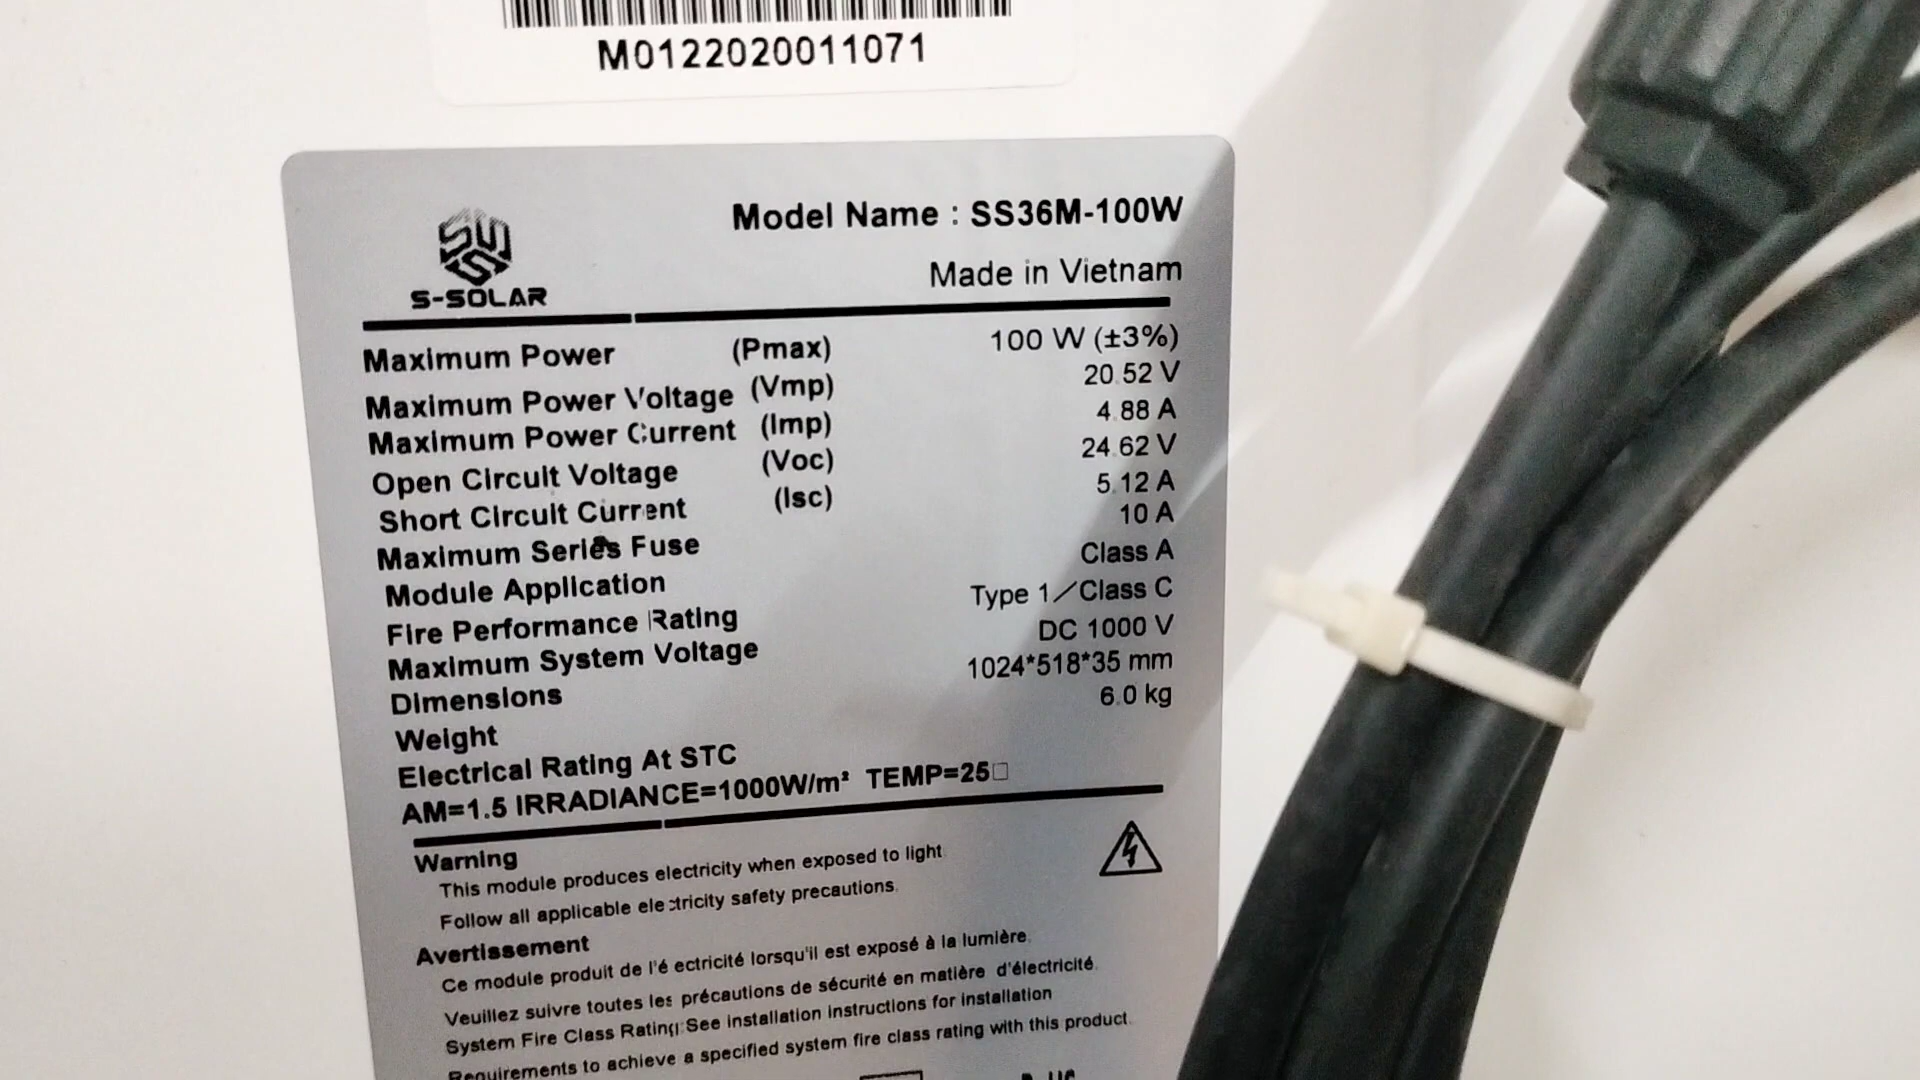 M0122020011071
S-SOLAR
Model Name : SS36M-100W
Made in Vietnam
Maximum Power (Pmax) 100 W (±3%)
Maximum Power Voltage (Vmp) 20.52 V
Maximum Power Current (Imp) 4.88 A
Open Circuit Voltage (Voc) 24.62 V
Short Circuit Current (Isc) 5.12 A
Maximum Series Fuse 10 A
Module Application Class A
Fire Performance Rating Type 1/Class C
Maximum System Voltage DC 1000 V
Dimensions 1024*518*35 mm
Weight 6.0 kg
Electrical Rating At STC
AM=1.5 IRRADIANCE=1000W/m² TEMP=25□
Warning
This module produces electricity when exposed to light.
Follow all applicable electricity safety precautions.
Avertissement
Ce module produit de l'électricité lorsqu'il est exposé à la lumière.
Veuillez suivre toutes les précautions de sécurité en matière d'électricité.
System Fire Class Rating:See installation instructions for installation
Requirements to achieve a specified system fire class rating with this product.